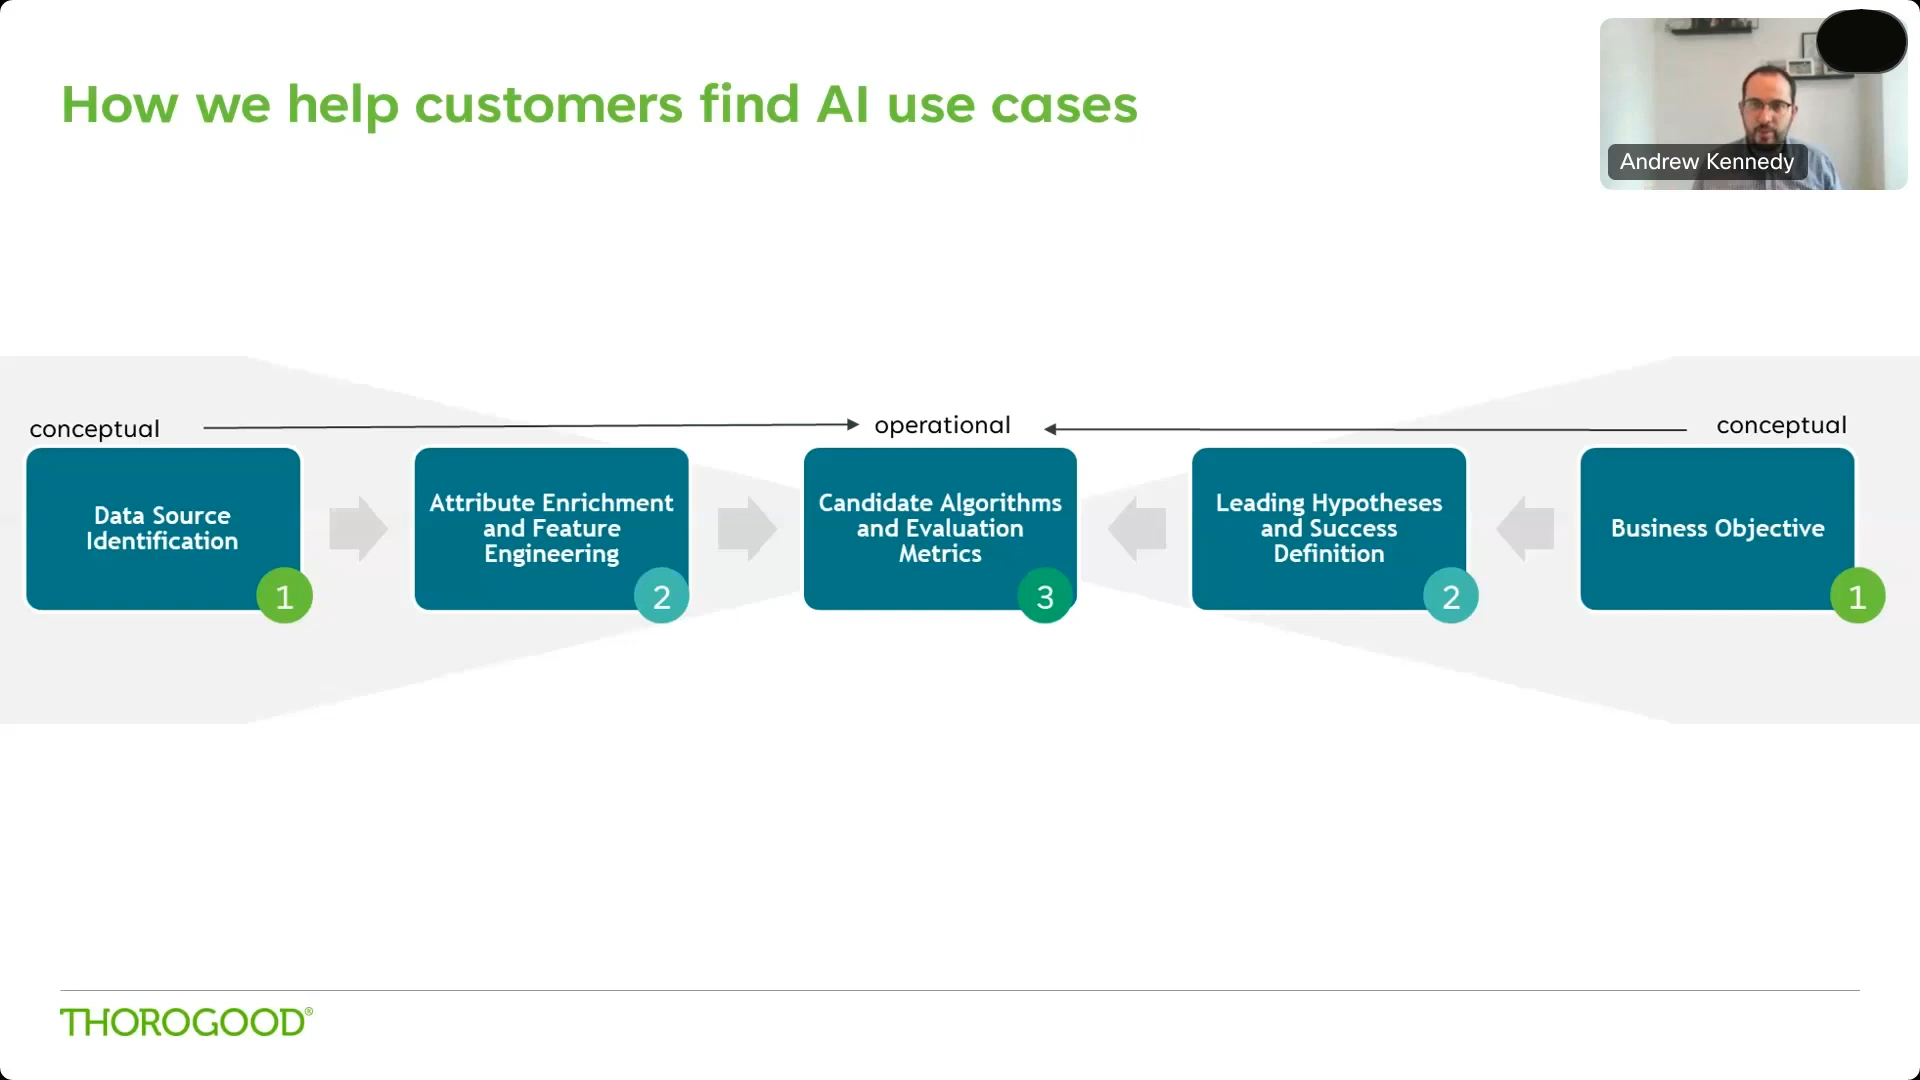 How we help customers find AI use cases
Andrew Kennedy
conceptual
operational
conceptual
Data Source
Identification
1
Attribute Enrichment
and Feature
Engineering
2
Candidate Algorithms
and Evaluation
Metrics
3
Leading Hypotheses
and Success
Definition
2
Business Objective
1
THOROGOOD®